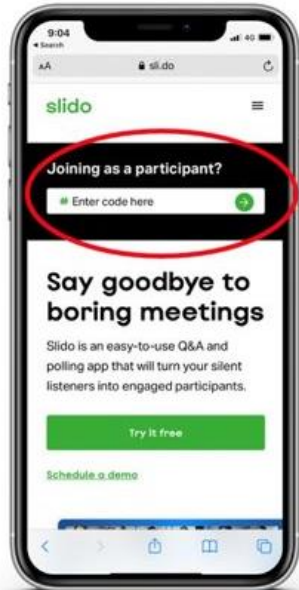 9:04
◀ Search
4G
AA
sli.do
slido
Joining as a participant?
# Enter code here
Say goodbye to
boring meetings
Slido is an easy-to-use Q&A and
polling app that will turn your silent
listeners into engaged participants.
Try it free
Schedule a demo